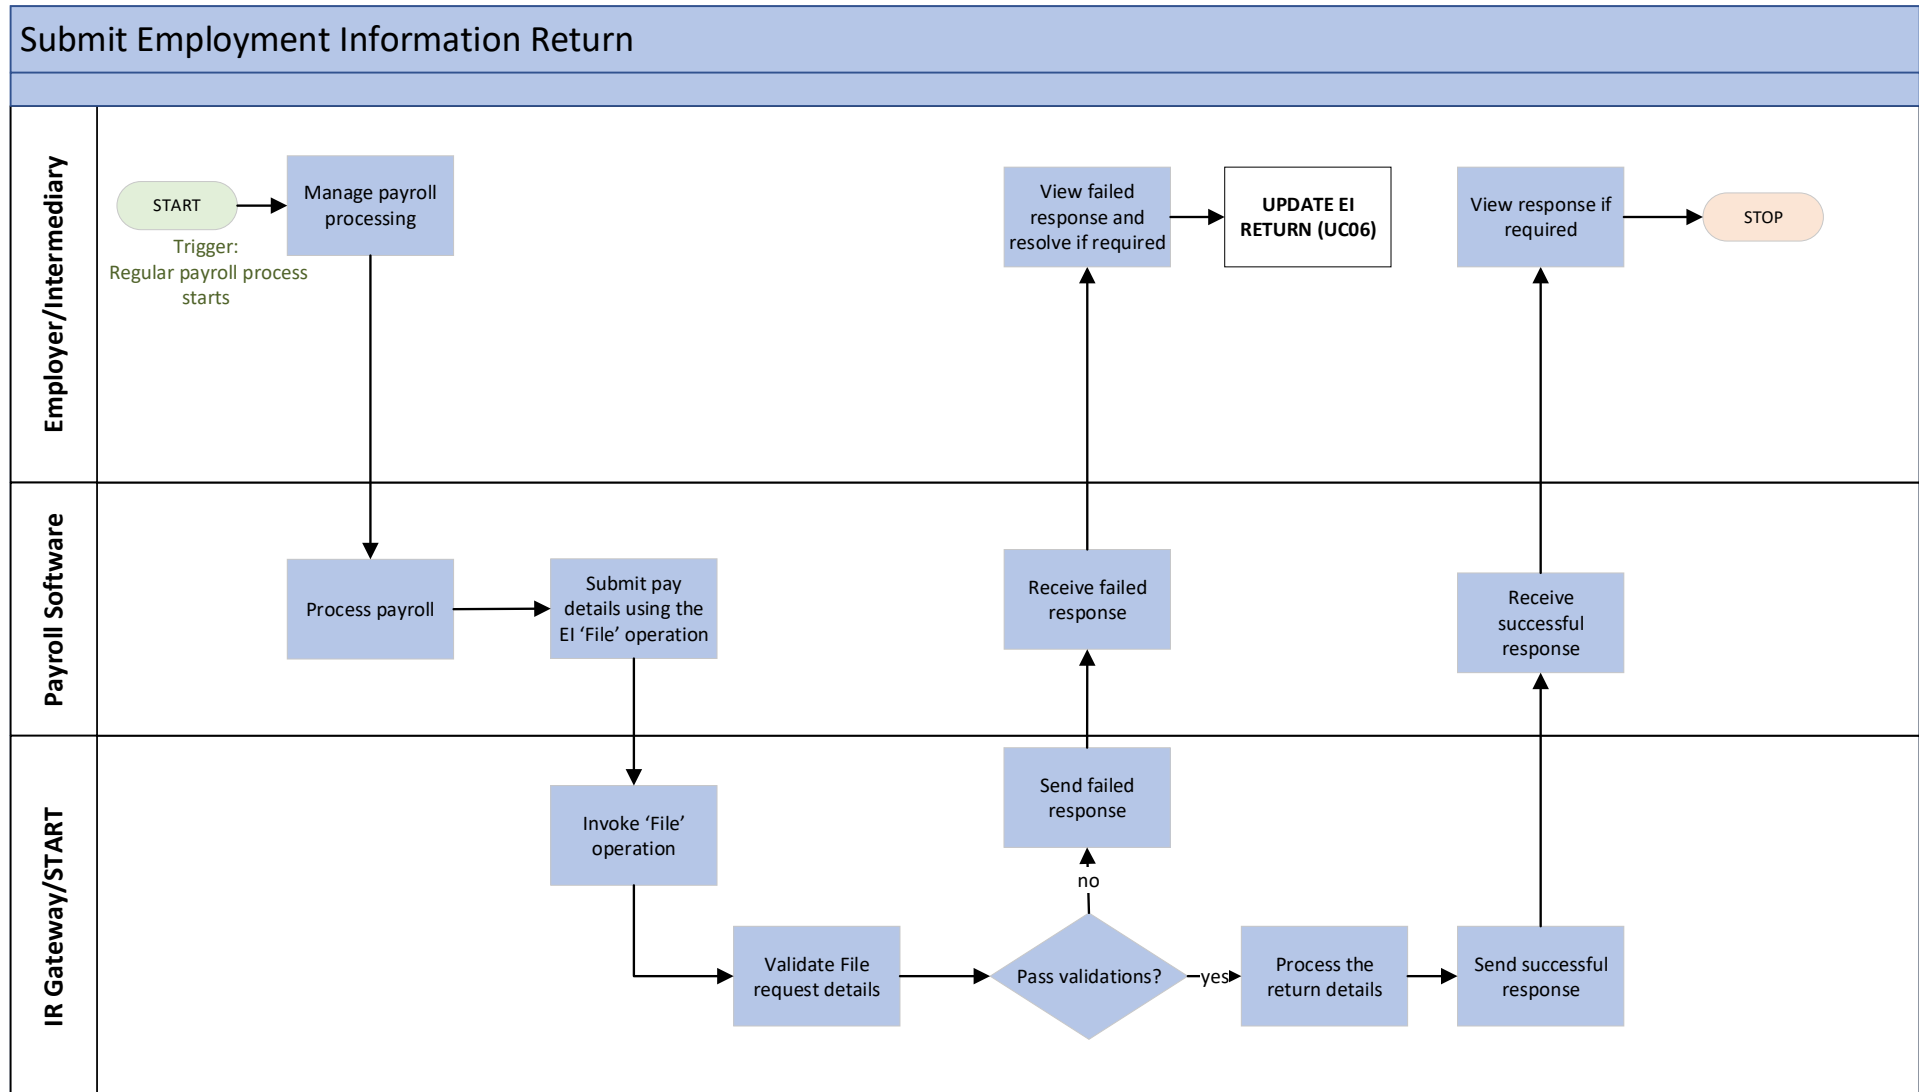 Submit Employment Information Return
Employer/Intermediary
START
Trigger:
Regular payroll process
starts
Manage payroll
processing
View failed
response and
resolve if required
UPDATE EI
RETURN (UC06)
View response if
required
STOP
Payroll Software
Process payroll
Submit pay
details using the
EI ‘File’ operation
Receive failed
response
Receive
successful
response
IR Gateway/START
Invoke ‘File’
operation
Send failed
response
no
Validate File
request details
Pass validations?
yes
Process the
return details
Send successful
response